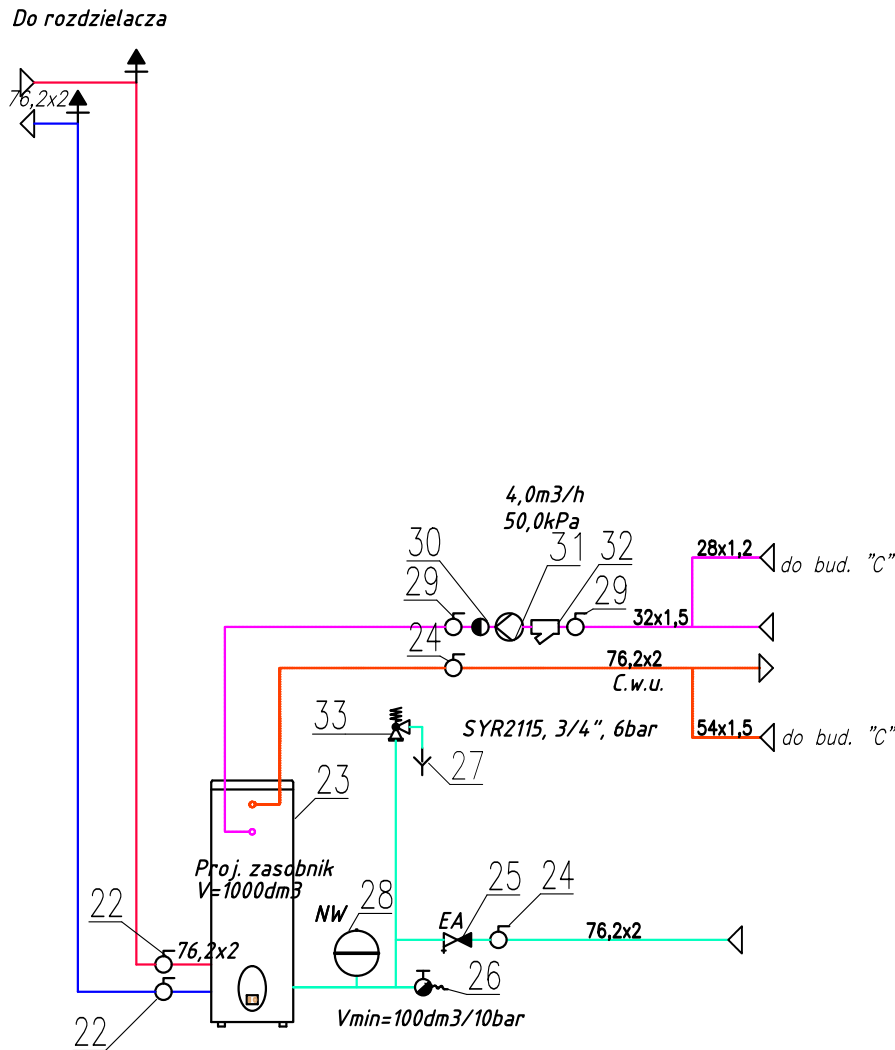 Do rozdzielacza
76,2x2
4,0m3/h
50,0kPa
30
31
32
28x1,2
do bud. "C"
29
29
32x1,5
24
76,2x2
C.w.u.
33
SYR2115, 3/4", 6bar
54x1,5
do bud. "C"
27
23
Proj. zasobnik
V=1000dm3
28
25
24
22
NW
EA
76,2x2
76,2x2
26
Vmin=100dm3/10bar
22